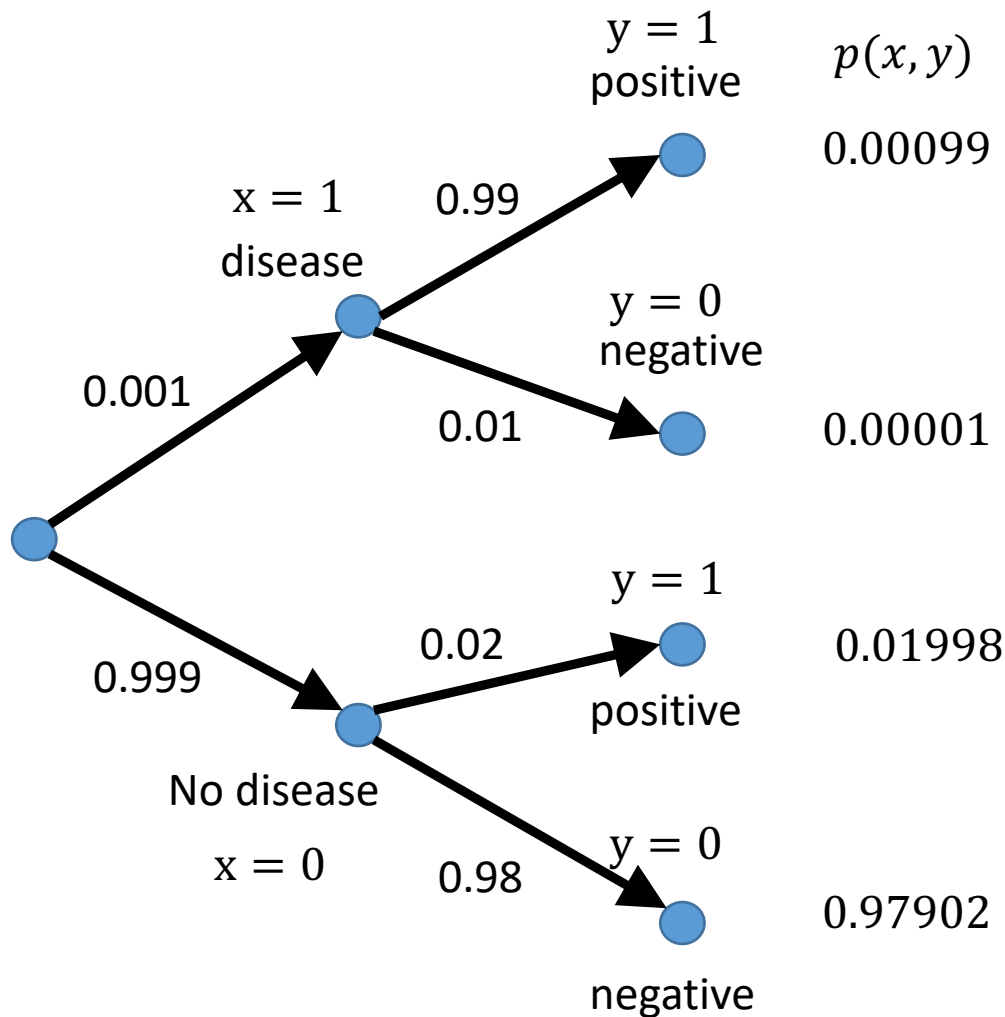 y = 1
positive
p(x, y)
0.00099
x = 1
disease
0.99
y = 0
negative
0.001
0.01
0.00001
y = 1
0.02
0.01998
0.999
positive
No disease
x = 0
y = 0
0.98
0.97902
negative